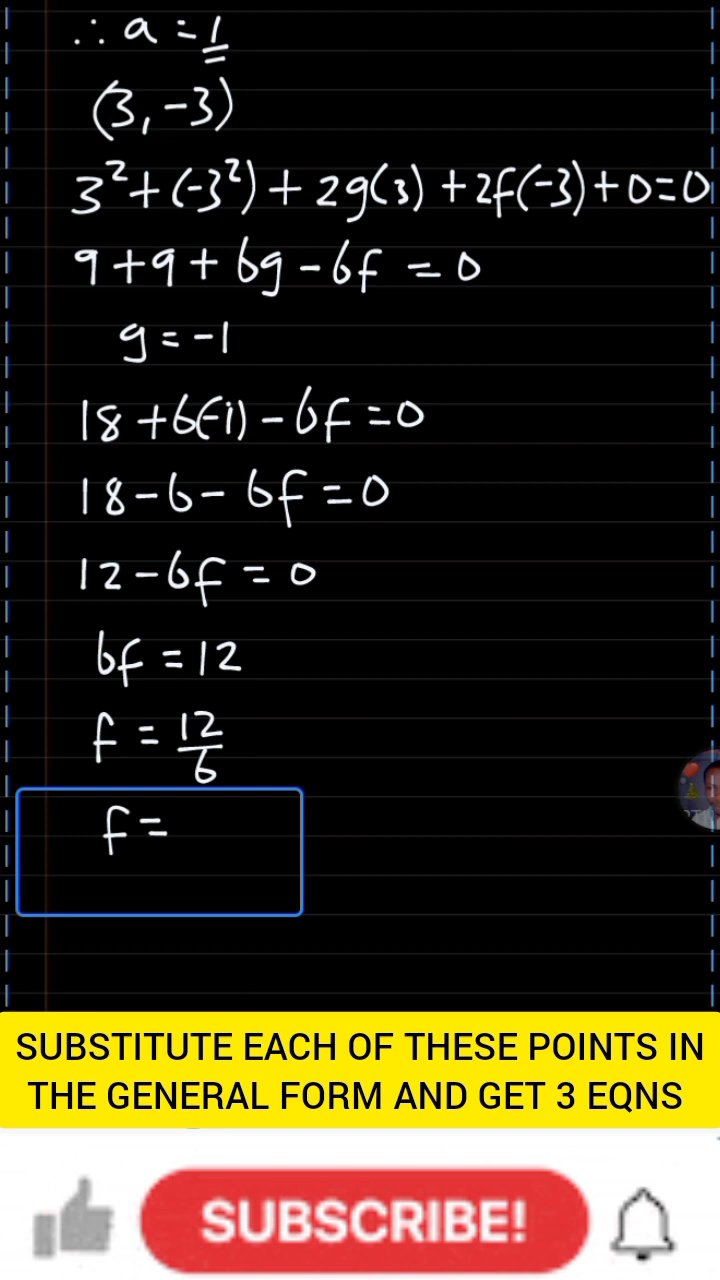 ∴ a = 1
(3, -3)
3² + (-3²) + 2g(3) + 2f(-3) + 0 = 0
9 + 9 + 6g - 6f = 0
g = -1
18 + 6(-1) - 6f = 0
18 - 6 - 6f = 0
12 - 6f = 0
6f = 12
f = 12/6
f =
SUBSTITUTE EACH OF THESE POINTS IN
THE GENERAL FORM AND GET 3 EQNS
SUBSCRIBE!